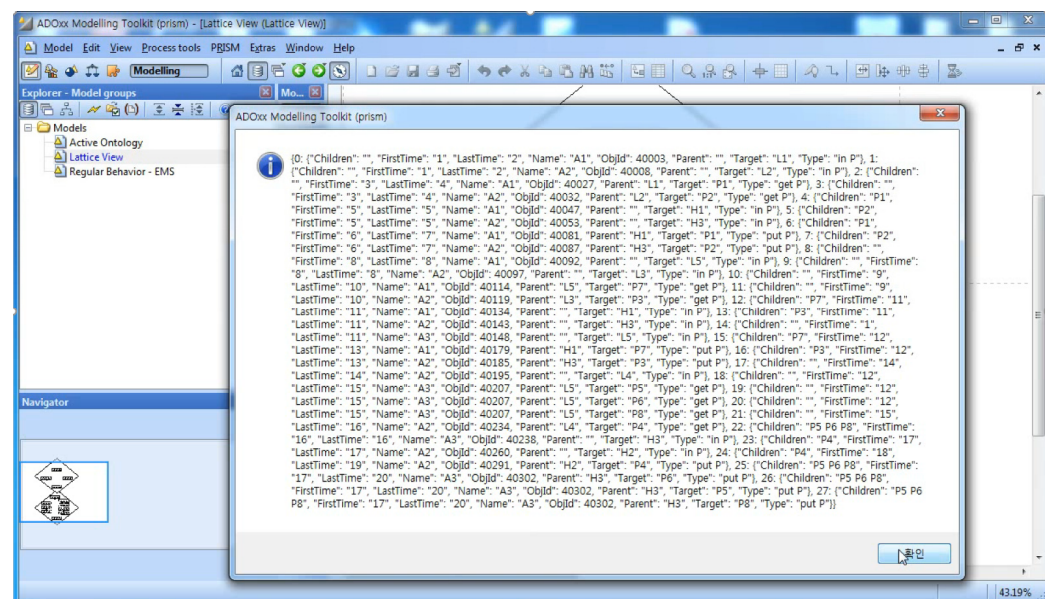 ADOxx Modelling Toolkit (prism) - [Lattice View (Lattice View)]
Model Edit View Process tools PRISM Extras Window Help
Modelling
Explorer - Model groups
Mo...
Models
Active Ontology
Lattice View
Regular Behavior - EMS
Navigator
ADOxx Modelling Toolkit (prism)
{0: {"Children": "", "FirstTime": "1", "LastTime": "2", "Name": "A1", "ObjId": 40003, "Parent": "", "Target": "L1", "Type": "in P"}, 1:
{"Children": "", "FirstTime": "1", "LastTime": "2", "Name": "A2", "ObjId": 40008, "Parent": "", "Target": "L2", "Type": "in P"}, 2: {"Children":
"", "FirstTime": "3", "LastTime": "4", "Name": "A1", "ObjId": 40027, "Parent": "L1", "Target": "P1", "Type": "get P"}, 3: {"Children": "",
"FirstTime": "3", "LastTime": "4", "Name": "A2", "ObjId": 40032, "Parent": "L2", "Target": "P2", "Type": "get P"}, 4: {"Children": "P1",
"FirstTime": "5", "LastTime": "5", "Name": "A1", "ObjId": 40047, "Parent": "", "Target": "H1", "Type": "in P"}, 5: {"Children": "P2",
"FirstTime": "5", "LastTime": "5", "Name": "A2", "ObjId": 40053, "Parent": "", "Target": "H3", "Type": "in P"}, 6: {"Children": "P1",
"FirstTime": "6", "LastTime": "7", "Name": "A1", "ObjId": 40081, "Parent": "H1", "Target": "P1", "Type": "put P"}, 7: {"Children": "P2",
"FirstTime": "6", "LastTime": "7", "Name": "A2", "ObjId": 40087, "Parent": "H3", "Target": "P2", "Type": "put P"}, 8: {"Children": "",
"FirstTime": "8", "LastTime": "8", "Name": "A1", "ObjId": 40092, "Parent": "", "Target": "L5", "Type": "in P"}, 9: {"Children": "", "FirstTime":
"8", "LastTime": "8", "Name": "A2", "ObjId": 40097, "Parent": "", "Target": "L3", "Type": "in P"}, 10: {"Children": "", "FirstTime": "9",
"LastTime": "10", "Name": "A1", "ObjId": 40114, "Parent": "L5", "Target": "P7", "Type": "get P"}, 11: {"Children": "", "FirstTime": "9",
"LastTime": "10", "Name": "A2", "ObjId": 40119, "Parent": "L3", "Target": "P3", "Type": "get P"}, 12: {"Children": "P7", "FirstTime": "11",
"LastTime": "11", "Name": "A1", "ObjId": 40134, "Parent": "", "Target": "H1", "Type": "in P"}, 13: {"Children": "P3", "FirstTime": "11",
"LastTime": "11", "Name": "A2", "ObjId": 40143, "Parent": "", "Target": "H3", "Type": "in P"}, 14: {"Children": "", "FirstTime": "1",
"LastTime": "11", "Name": "A3", "ObjId": 40148, "Parent": "", "Target": "L5", "Type": "in P"}, 15: {"Children": "P7", "FirstTime": "12",
"LastTime": "13", "Name": "A1", "ObjId": 40179, "Parent": "H1", "Target": "P7", "Type": "put P"}, 16: {"Children": "P3", "FirstTime": "12",
"LastTime": "13", "Name": "A2", "ObjId": 40185, "Parent": "H3", "Target": "P3", "Type": "put P"}, 17: {"Children": "", "FirstTime": "14",
"LastTime": "14", "Name": "A2", "ObjId": 40195, "Parent": "", "Target": "L4", "Type": "in P"}, 18: {"Children": "", "FirstTime": "12",
"LastTime": "15", "Name": "A3", "ObjId": 40207, "Parent": "L5", "Target": "P5", "Type": "get P"}, 19: {"Children": "", "FirstTime": "12",
"LastTime": "15", "Name": "A3", "ObjId": 40207, "Parent": "L5", "Target": "P6", "Type": "get P"}, 20: {"Children": "", "FirstTime": "12",
"LastTime": "15", "Name": "A3", "ObjId": 40207, "Parent": "L5", "Target": "P8", "Type": "get P"}, 21: {"Children": "", "FirstTime": "15",
"LastTime": "16", "Name": "A2", "ObjId": 40234, "Parent": "L4", "Target": "P4", "Type": "get P"}, 22: {"Children": "P5 P6 P8", "FirstTime":
"16", "LastTime": "16", "Name": "A3", "ObjId": 40238, "Parent": "", "Target": "H3", "Type": "in P"}, 23: {"Children": "P4", "FirstTime": "17",
"LastTime": "17", "Name": "A2", "ObjId": 40260, "Parent": "", "Target": "H2", "Type": "in P"}, 24: {"Children": "P4", "FirstTime": "18",
"LastTime": "19", "Name": "A2", "ObjId": 40291, "Parent": "H2", "Target": "P4", "Type": "put P"}, 25: {"Children": "P5 P6 P8", "FirstTime":
"17", "LastTime": "20", "Name": "A3", "ObjId": 40302, "Parent": "H3", "Target": "P6", "Type": "put P"}, 26: {"Children": "P5 P6 P8",
"FirstTime": "17", "LastTime": "20", "Name": "A3", "ObjId": 40302, "Parent": "H3", "Target": "P5", "Type": "put P"}, 27: {"Children": "P5 P6
P8", "FirstTime": "17", "LastTime": "20", "Name": "A3", "ObjId": 40302, "Parent": "H3", "Target": "P8", "Type": "put P"}}
확인
43.19%